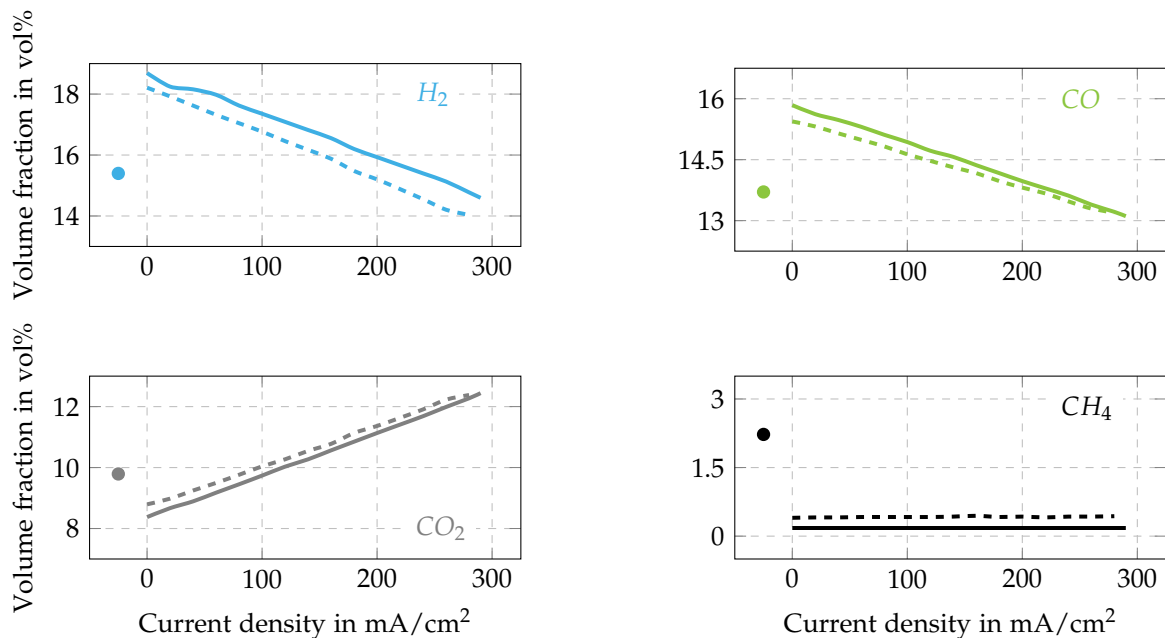 Volume fraction in vol%
18
16
14
0 100 200 300
H2
16
14.5
13
0 100 200 300
CO
Volume fraction in vol%
12
10
8
0 100 200 300
CO2
Current density in mA/cm2
3
1.5
0
0 100 200 300
CH4
Current density in mA/cm2